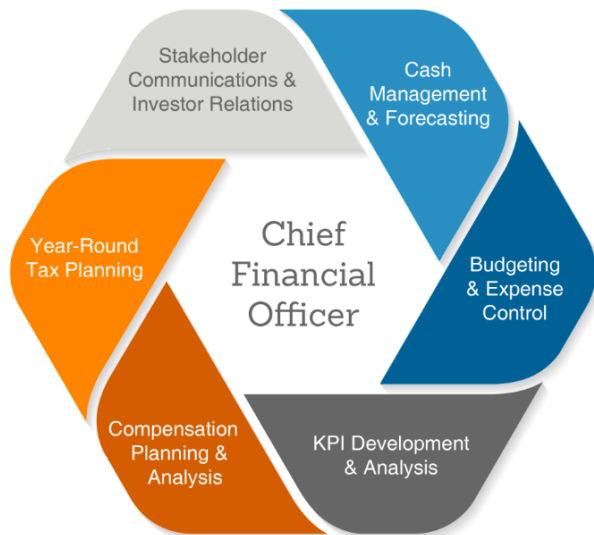 Stakeholder
Communications &
Investor Relations
Cash
Management
& Forecasting
Budgeting
& Expense
Control
KPI Development
& Analysis
Compensation
Planning &
Analysis
Year-Round
Tax Planning
Chief
Financial
Officer